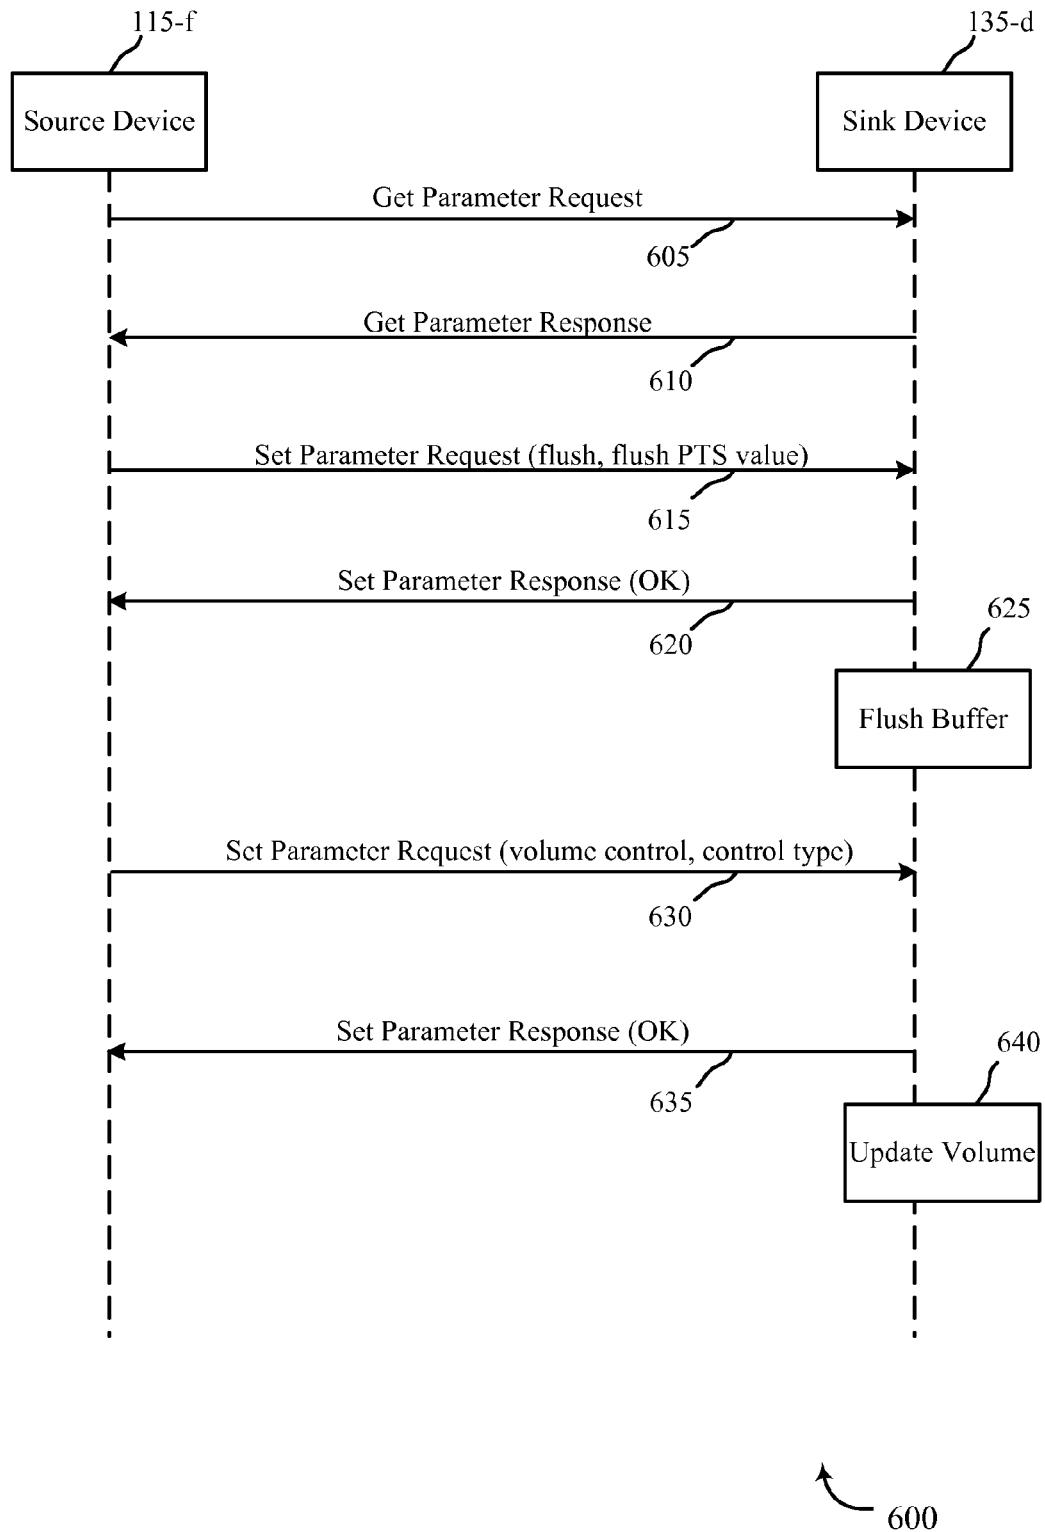 115-f
135-d
Source Device
Sink Device
Get Parameter Request
605
Get Parameter Response
610
Set Parameter Request (flush, flush PTS value)
615
Set Parameter Response (OK)
620
625
Flush Buffer
Set Parameter Request (volume control, control type)
630
Set Parameter Response (OK)
635
640
Update Volume
600